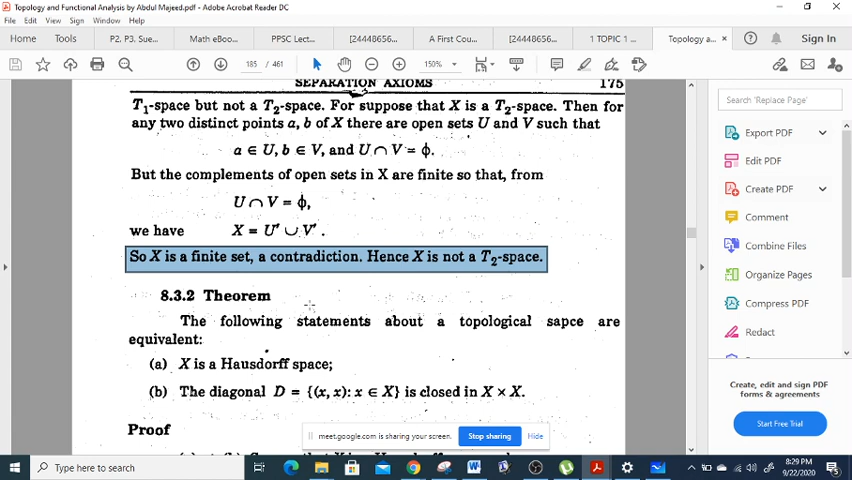 Topology and Functional Analysis by Abdul Majeed.pdf - Adobe Acrobat Reader DC
File Edit View Sign Window Help
Home Tools P2. P3. Sue... Math eBoo... PPSC Lect... [24448656... A First Cour... [24448656... 1 TOPIC 1 ... Topology a... × Sign In
185 / 461 150%
SEPARATION AXIOMS 175
T₁-space but not a T₂-space. For suppose that X is a T₂-space. Then for
any two distinct points a, b of X there are open sets U and V such that
a ∈ U, b ∈ V, and U ∩ V = ϕ.
But the complements of open sets in X are finite so that, from
U ∩ V = ϕ,
we have X = U' ∪ V' .
So X is a finite set, a contradiction. Hence X is not a T₂-space.
8.3.2 Theorem
The following statements about a topological sapce are
equivalent:
(a) X is a Hausdorff space;
(b) The diagonal D = {(x, x): x ∈ X} is closed in X × X.
Proof
Search 'Replace Page'
Export PDF
Edit PDF
Create PDF
Comment
Combine Files
Organize Pages
Compress PDF
Redact
Create, edit and sign PDF
forms & agreements
Start Free Trial
meet.google.com is sharing your screen. Stop sharing Hide
Type here to search
8:29 PM
9/22/2020